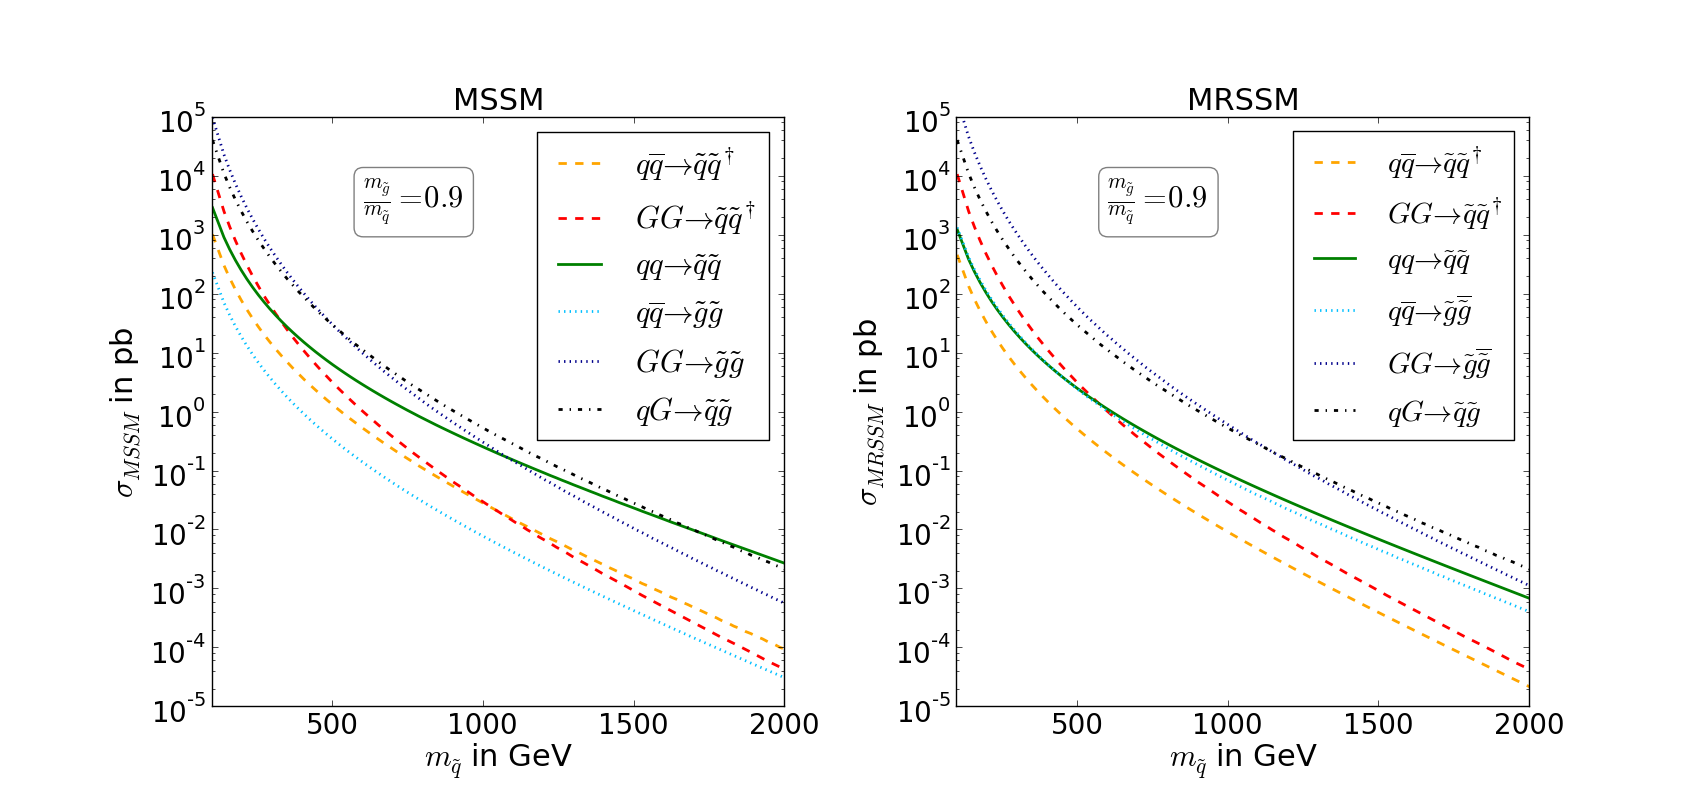 MSSM
10^5
10^4
10^3
10^2
10^1
10^0
10^-1
10^-2
10^-3
10^-4
10^-5
σ_MSSM in pb
m_g̃/m_q̃ = 0.9
qq̅→q̃q̃†
GG→q̃q̃†
qq→q̃q̃
qq̅→g̃g̃
GG→g̃g̃
qG→q̃g̃
500 1000 1500 2000
m_q̃ in GeV
MRSSM
10^5
10^4
10^3
10^2
10^1
10^0
10^-1
10^-2
10^-3
10^-4
10^-5
σ_MRSSM in pb
m_g̃/m_q̃ = 0.9
qq̅→q̃q̃†
GG→q̃q̃†
qq→q̃q̃
qq̅→g̃g̃̅
GG→g̃g̃̅
qG→q̃g̃
500 1000 1500 2000
m_q̃ in GeV